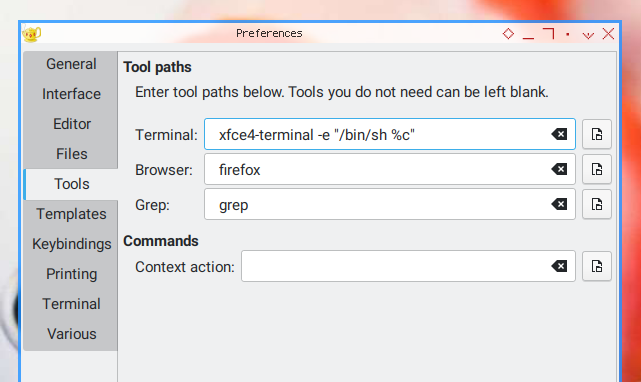 Preferences
General
Interface
Editor
Files
Tools
Templates
Keybindings
Printing
Terminal
Various
Tool paths
Enter tool paths below. Tools you do not need can be left blank.
Terminal: xfce4-terminal -e "/bin/sh %c"
Browser: firefox
Grep: grep
Commands
Context action: